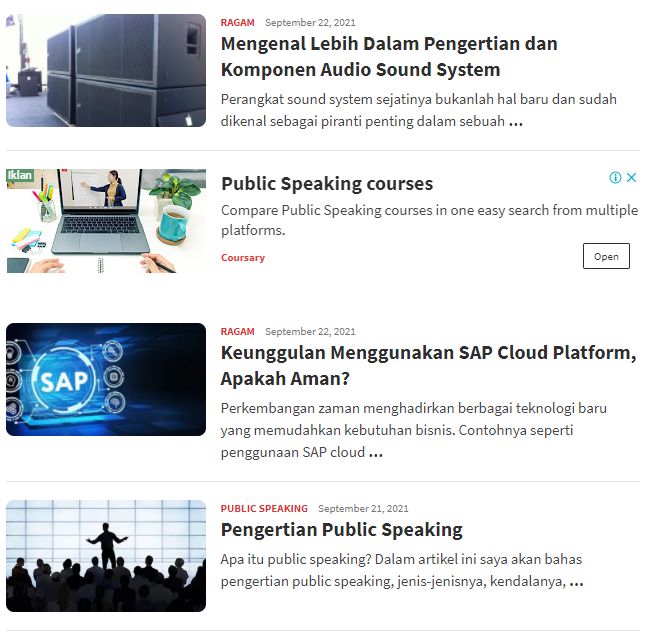 RAGAM September 22, 2021
Mengenal Lebih Dalam Pengertian dan
Komponen Audio Sound System
Perangkat sound system sejatinya bukanlah hal baru dan sudah
dikenal sebagai piranti penting dalam sebuah ...
Iklan
Public Speaking courses
Compare Public Speaking courses in one easy search from multiple
platforms.
Coursary
Open
RAGAM September 22, 2021
SAP
Keunggulan Menggunakan SAP Cloud Platform,
Apakah Aman?
Perkembangan zaman menghadirkan berbagai teknologi baru
yang memudahkan kebutuhan bisnis. Contohnya seperti
penggunaan SAP cloud ...
PUBLIC SPEAKING September 21, 2021
Pengertian Public Speaking
Apa itu public speaking? Dalam artikel ini saya akan bahas
pengertian public speaking, jenis-jenisnya, kendalanya, ...